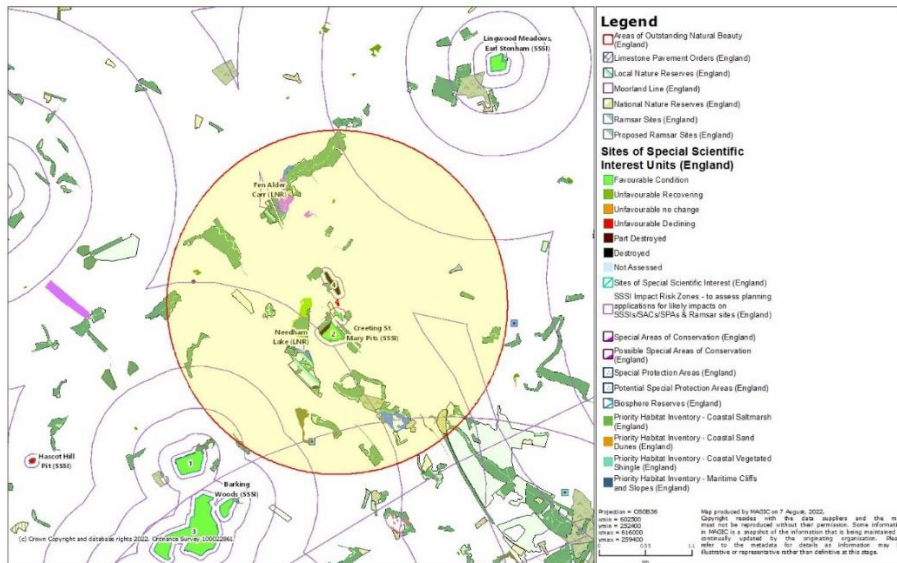 Lingwood Meadows,
Earl Stonham (SSSI)
Fen Alder
Carr (LNR)
Creeting St.
Mary Pits (SSSI)
Needham
Lake (LNR)
2
Hascot Hill
Pit (SSSI)
1
Barking
Woods (SSSI)
(c) Crown Copyright and database rights 2022. Ordnance Survey 100022861.
Legend
Areas of Outstanding Natural Beauty
(England)
Limestone Pavement Orders (England)
Local Nature Reserves (England)
Moorland Line (England)
National Nature Reserves (England)
Ramsar Sites (England)
Proposed Ramsar Sites (England)
Sites of Special Scientific
Interest Units (England)
Favourable Condition
Unfavourable Recovering
Unfavourable no change
Unfavourable Declining
Part Destroyed
Destroyed
Not Assessed
Sites of Special Scientific Interest (England)
SSSI Impact Risk Zones - to assess planning
applications for likely impacts on
SSSIs/SACs/SPAs & Ramsar sites (England)
Special Areas of Conservation (England)
Possible Special Areas of Conservation
(England)
Special Protection Areas (England)
Potential Special Protection Areas (England)
Biosphere Reserves (England)
Priority Habitat Inventory - Coastal Saltmarsh
(England)
Priority Habitat Inventory - Coastal Sand
Dunes (England)
Priority Habitat Inventory - Coastal Vegetated
Shingle (England)
Priority Habitat Inventory - Maritime Cliffs
and Slopes (England)
Projection = OSGB36
xmin = 602500
ymin = 252400
xmax = 616000
ymax = 259400
Map produced by MAGIC on 7 August, 2022.
Copyright resides with the data suppliers and the m
must not be reproduced without their permission. Some informati
in MAGIC is a snapshot of the information that is being maintained
continually updated by the originating organisation. Pleas
refer to the metadata for details as information may
illustrative or representative rather than definitive at this stage.